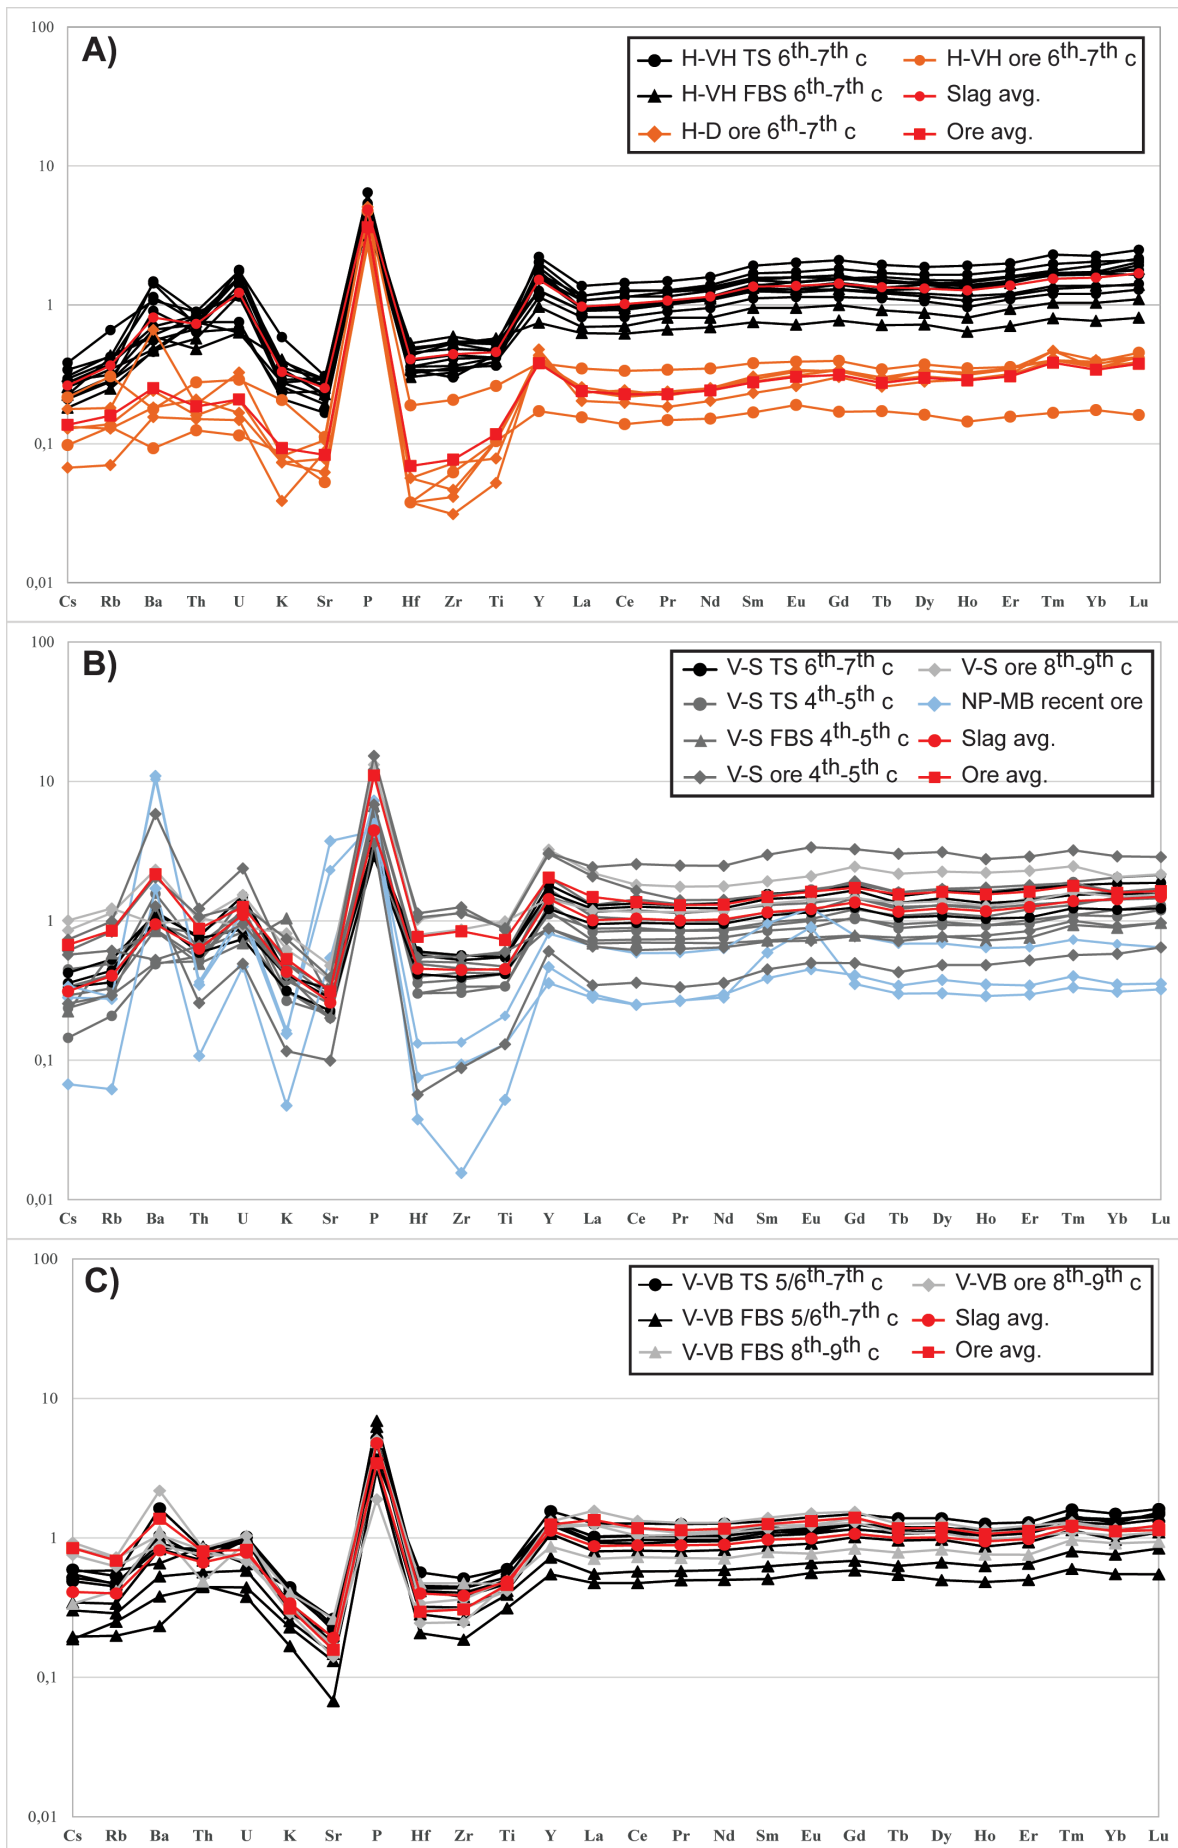 A)
H-VH TS 6th-7th c
H-VH ore 6th-7th c
H-VH FBS 6th-7th c
Slag avg.
H-D ore 6th-7th c
Ore avg.
100
10
1
0,1
0,01
Cs Rb Ba Th U K Sr P Hf Zr Ti Y La Ce Pr Nd Sm Eu Gd Tb Dy Ho Er Tm Yb Lu
B)
V-S TS 6th-7th c
V-S ore 8th-9th c
V-S TS 4th-5th c
NP-MB recent ore
V-S FBS 4th-5th c
Slag avg.
V-S ore 4th-5th c
Ore avg.
100
10
1
0,1
0,01
Cs Rb Ba Th U K Sr P Hf Zr Ti Y La Ce Pr Nd Sm Eu Gd Tb Dy Ho Er Tm Yb Lu
C)
V-VB TS 5/6th-7th c
V-VB ore 8th-9th c
V-VB FBS 5/6th-7th c
Slag avg.
V-VB FBS 8th-9th c
Ore avg.
100
10
1
0,1
0,01
Cs Rb Ba Th U K Sr P Hf Zr Ti Y La Ce Pr Nd Sm Eu Gd Tb Dy Ho Er Tm Yb Lu